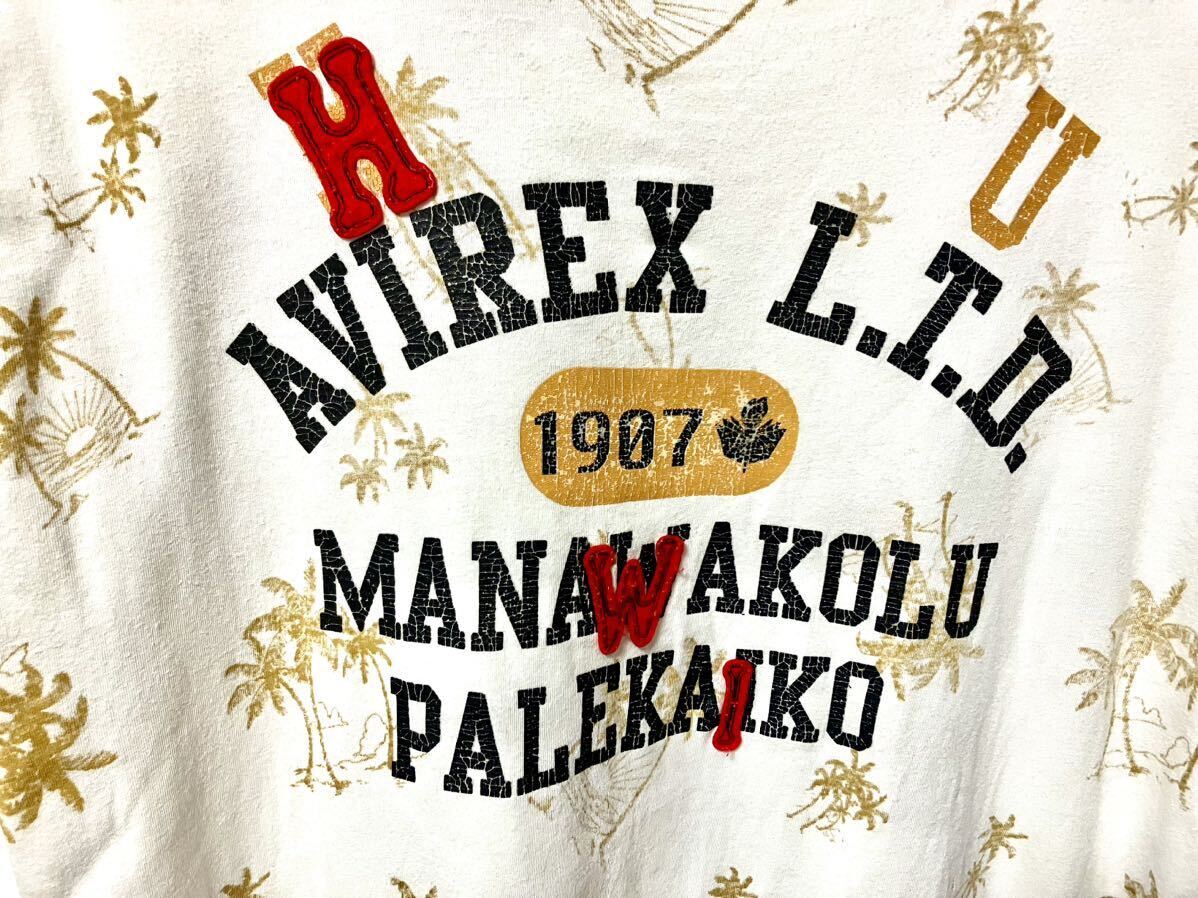 H U
AVIREX L.T.D.
1907
MANAWAKOLU
W
PALEKAIKO
I